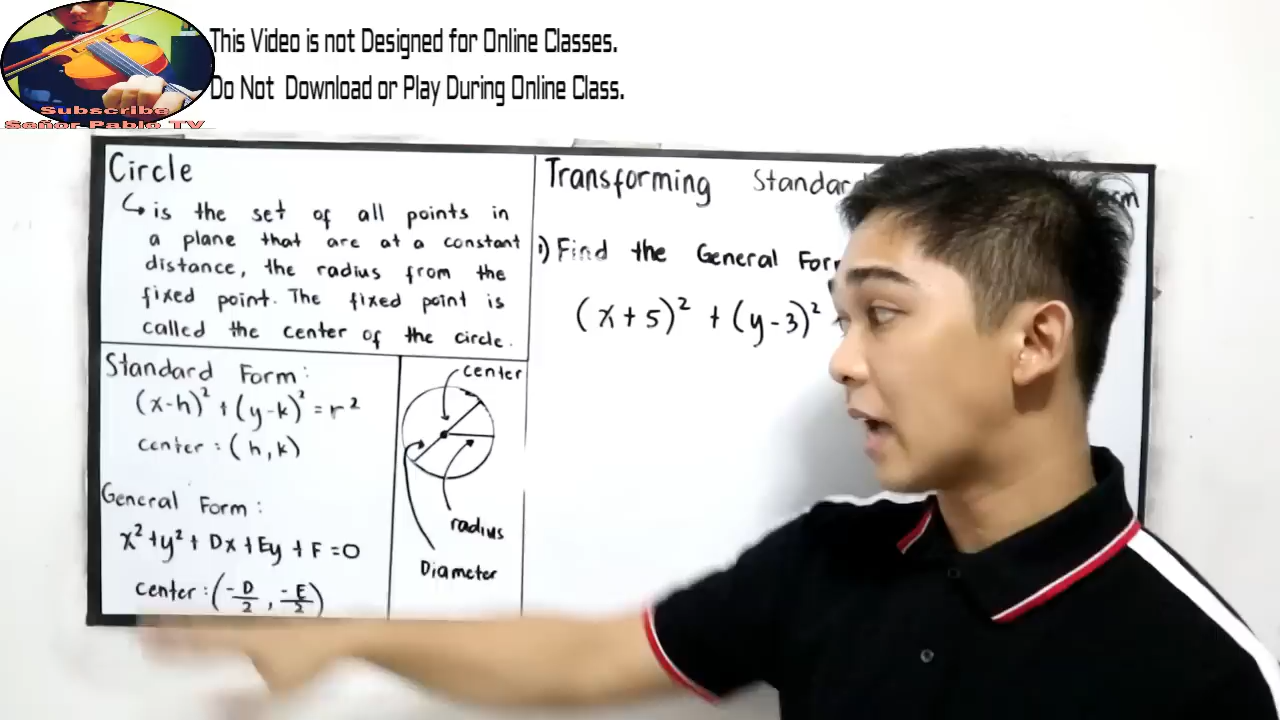 This Video is not Designed for Online Classes.
Do Not Download or Play During Online Class.
Subscribe
Señor Pablo TV
Circle
↳ is the set of all points in
a plane that are at a constant
distance, the radius from the
fixed point. The fixed point is
called the center of the circle.
Standard Form:
(x-h)² + (y-k)² = r²
center : (h, k)
General Form :
x² + y² + Dx + Ey + F = 0
center : (-D/2, -E/2)
center
radius
Diameter
Transforming Standar
1) Find the General For
(x+5)² + (y-3)²